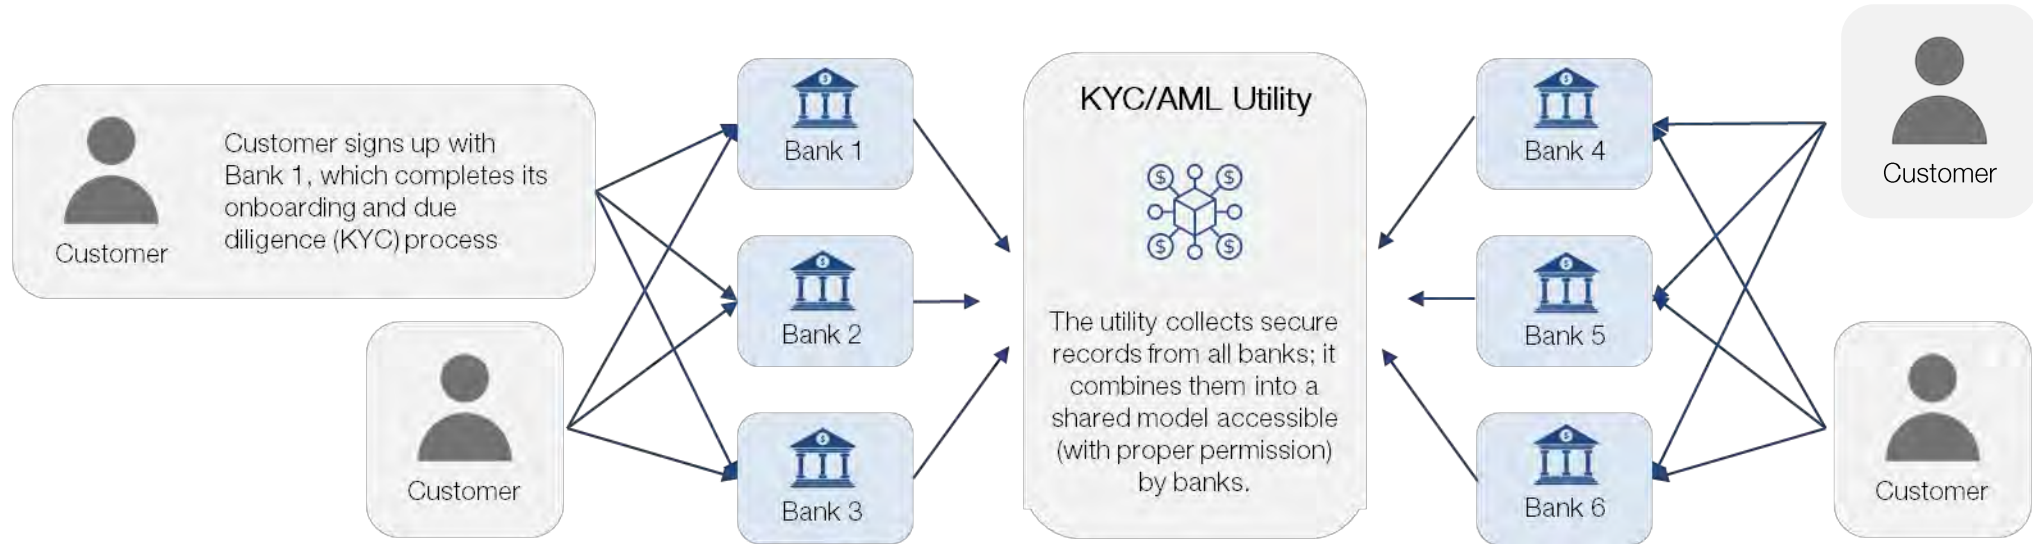 Customer signs up with
Bank 1, which completes its
onboarding and due
diligence (KYC) process
Customer
Customer
Bank 1
Bank 2
Bank 3
KYC/AML Utility
$ $
$ $
The utility collects secure
records from all banks; it
combines them into a
shared model accessible
(with proper permission)
by banks.
Bank 4
Bank 5
Bank 6
Customer
Customer